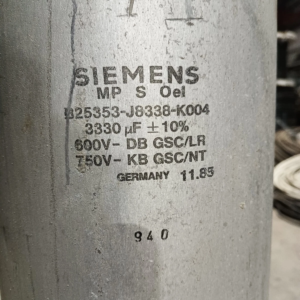 SIEMENS
MP S Oel
B25353-J8338-K004
3330 µF ±10%
600V- DB GSC/LR
750V- KB GSC/NT
GERMANY 11.85
940